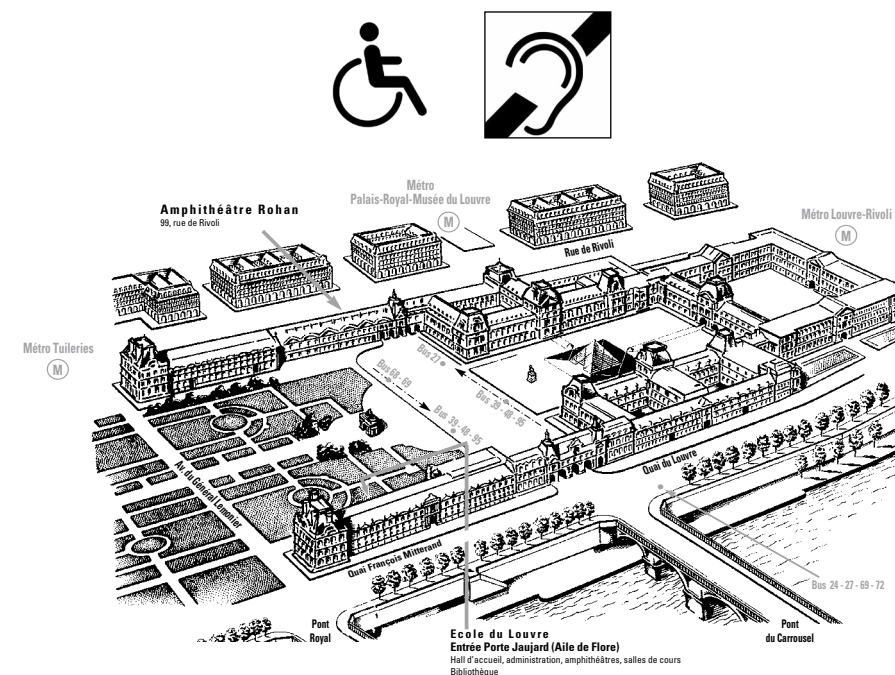 Métro
Palais-Royal-Musée du Louvre
M
Amphithéâtre Rohan
99, rue de Rivoli
Métro Louvre-Rivoli
M
Rue de Rivoli
Métro Tuileries
M
Bus 27
Bus 68 - 69
Bus 39 - 48 - 95
Bus 39 - 48 - 95
Av. du Général Lemonier
Quai du Louvre
Quai François Mitterand
Bus 24 - 27 - 69 - 72
Pont
Royal
Pont
du Carrousel
Ecole du Louvre
Entrée Porte Jaujard (Aile de Flore)
Hall d'accueil, administration, amphithéâtres, salles de cours
Bibliothèque